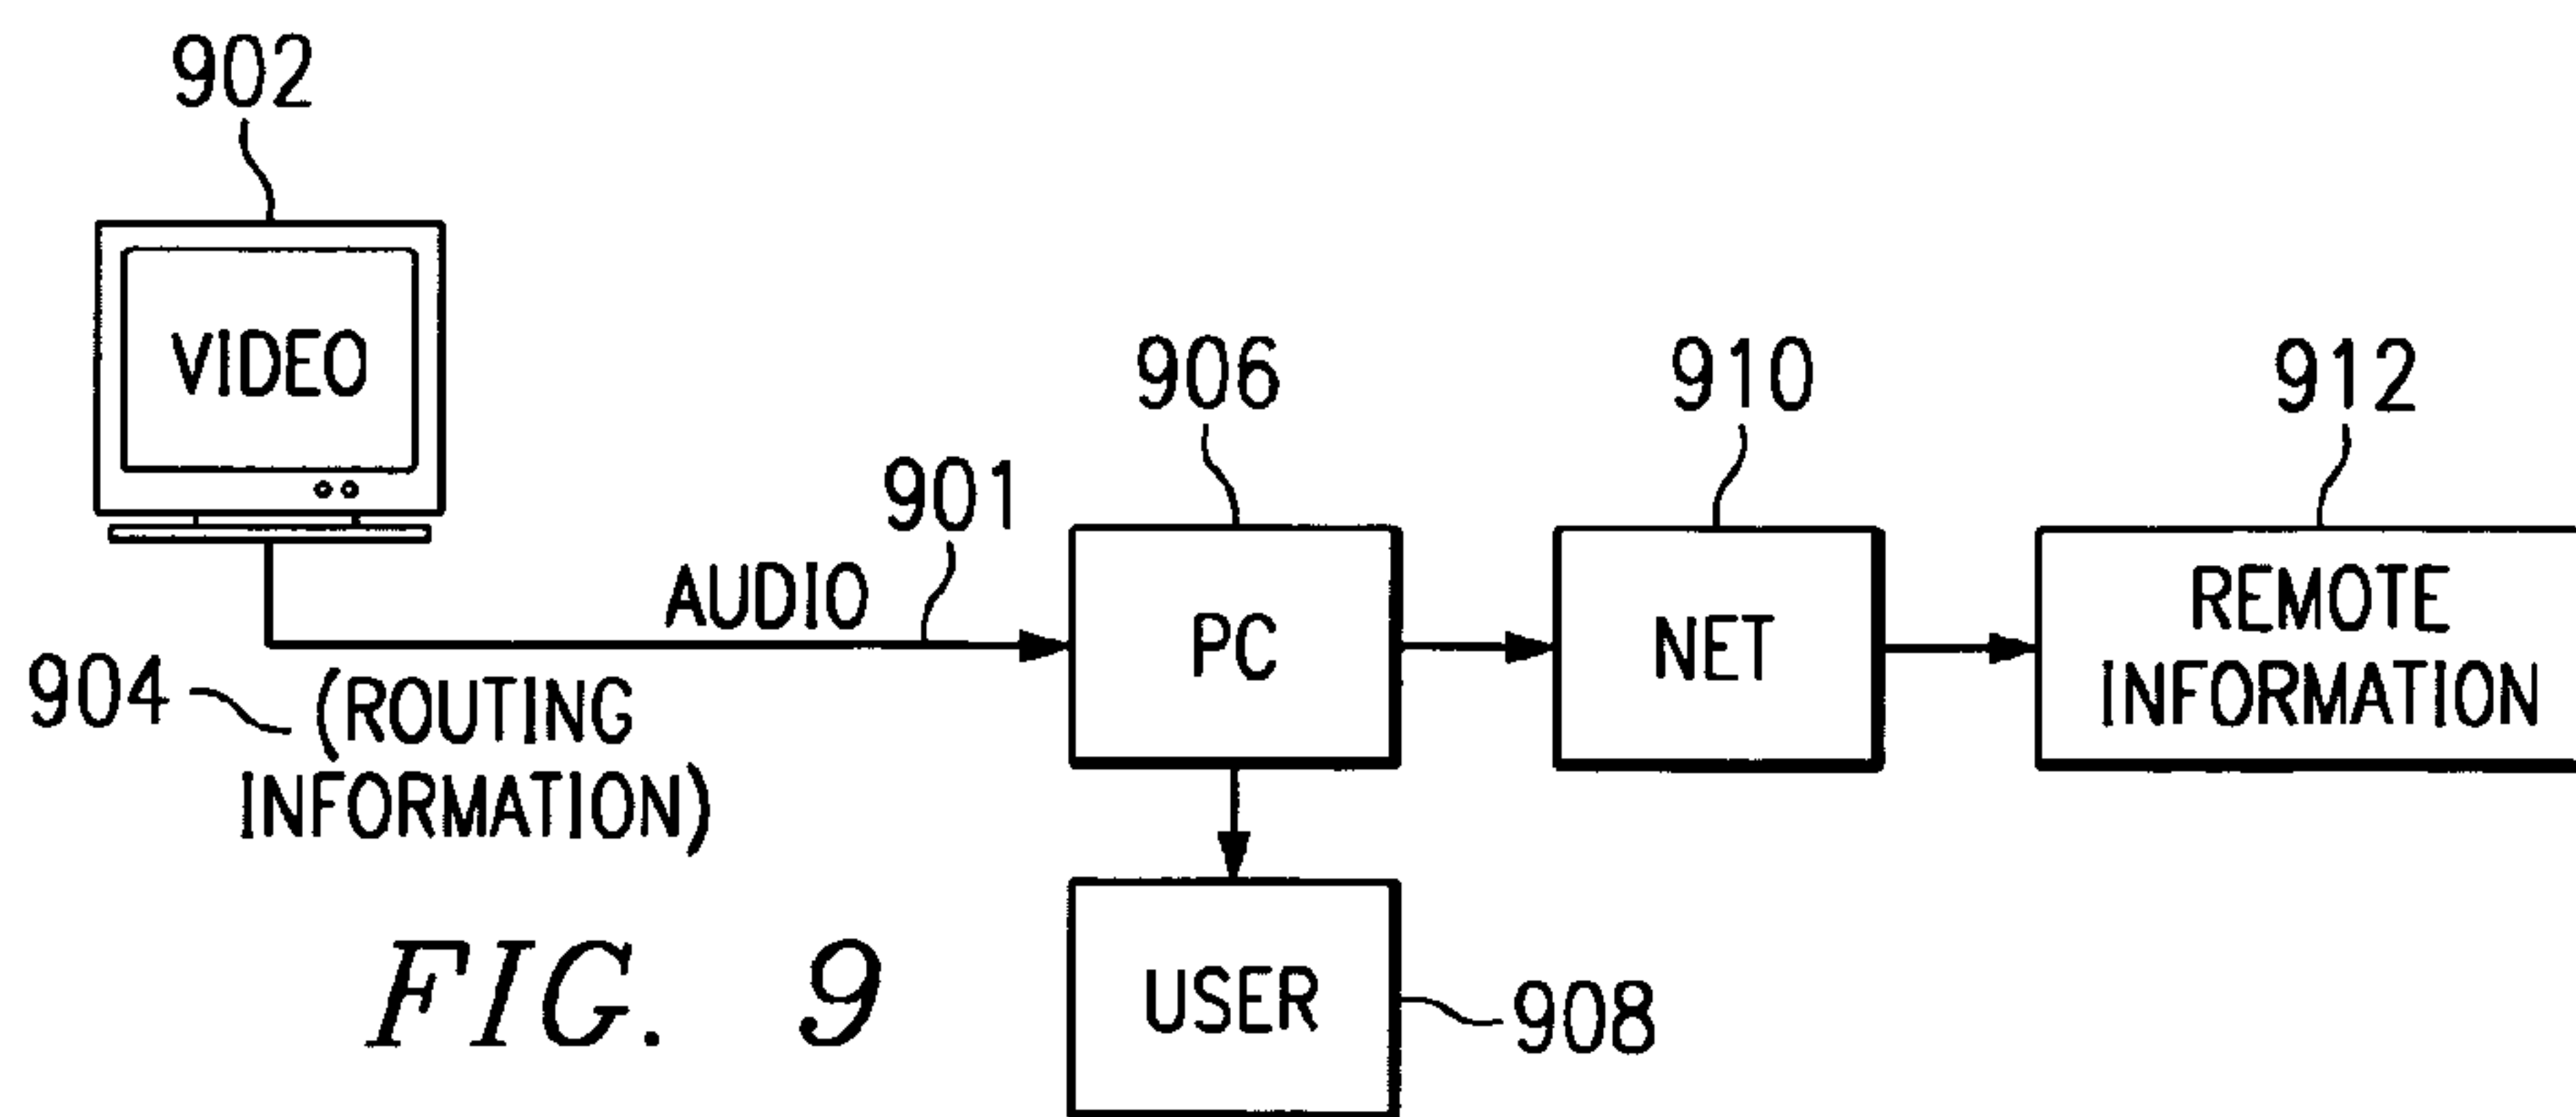 902
VIDEO
901
AUDIO
904
(ROUTING
INFORMATION)
906
PC
910
NET
912
REMOTE
INFORMATION
USER
908
FIG. 9